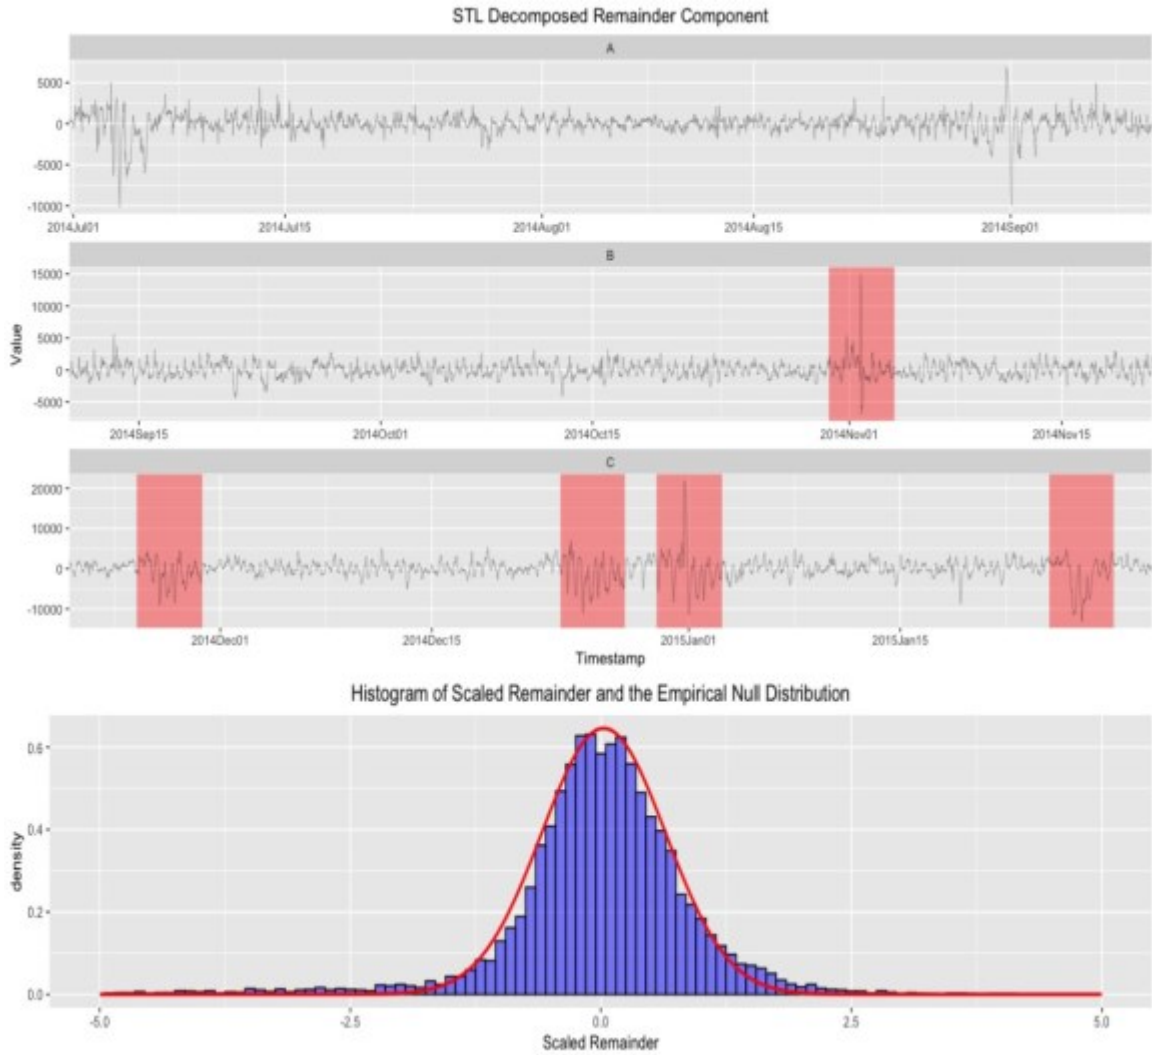 STL Decomposed Remainder Component
A
5000
0
-5000
-10000
2014Jul01 2014Jul15 2014Aug01 2014Aug15 2014Sep01
B
Value
15000
10000
5000
0
-5000
2014Sep15 2014Oct01 2014Oct15 2014Nov01 2014Nov15
C
20000
10000
0
-10000
2014Dec01 2014Dec15 2015Jan01 2015Jan15
Timestamp
Histogram of Scaled Remainder and the Empirical Null Distribution
density
0.6
0.4
0.2
0.0
-5.0 -2.5 0.0 2.5 5.0
Scaled Remainder